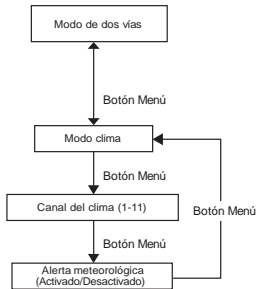 Modo de dos vías
Botón Menú
Modo clima
Botón Menú
Canal del clima (1-11)
Botón Menú
Botón Menú
Alerta meteorológica
(Activado/Desactivado)